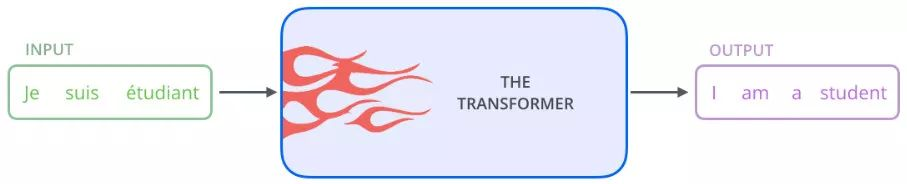 INPUT
Je suis étudiant
THE
TRANSFORMER
OUTPUT
I am a student